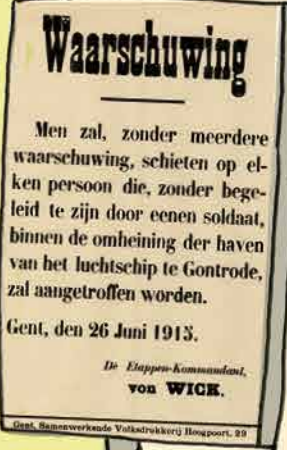 Waarschuwing
Men zal, zonder meerdere
waarschuwing, schieten op el-
ken persoon die, zonder bege-
leid te zijn door eenen soldaat,
binnen de omheining der haven
van het luchtschip te Gontrode,
zal aangetroffen worden.
Gent, den 26 Juni 1915.
De Etappen-Kommandant,
von WICK.
Gent, Samenwerkende Volksdrukkerij Hoogpoort, 29